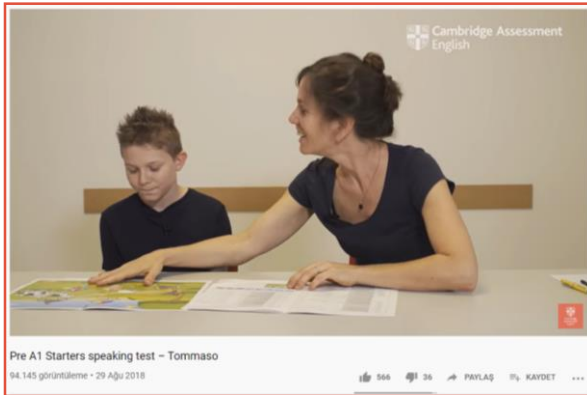 Cambridge Assessment
English
Pre A1 Starters speaking test – Tommaso
94.145 görüntüleme • 29 Ağu 2018
566 36 PAYLAŞ KAYDET